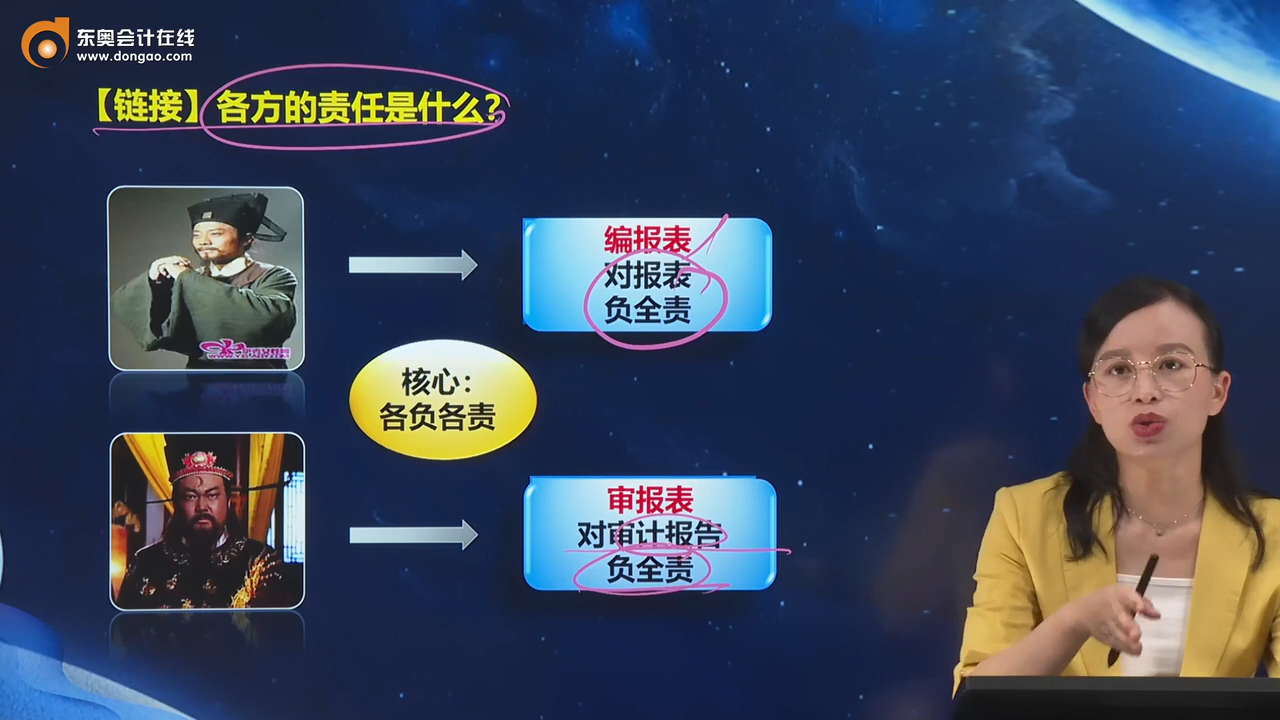 东奥会计在线
www.dongao.com
【链接】各方的责任是什么?
编报表
对报表
负全责
核心:
各负各责
审报表
对审计报告
负全责